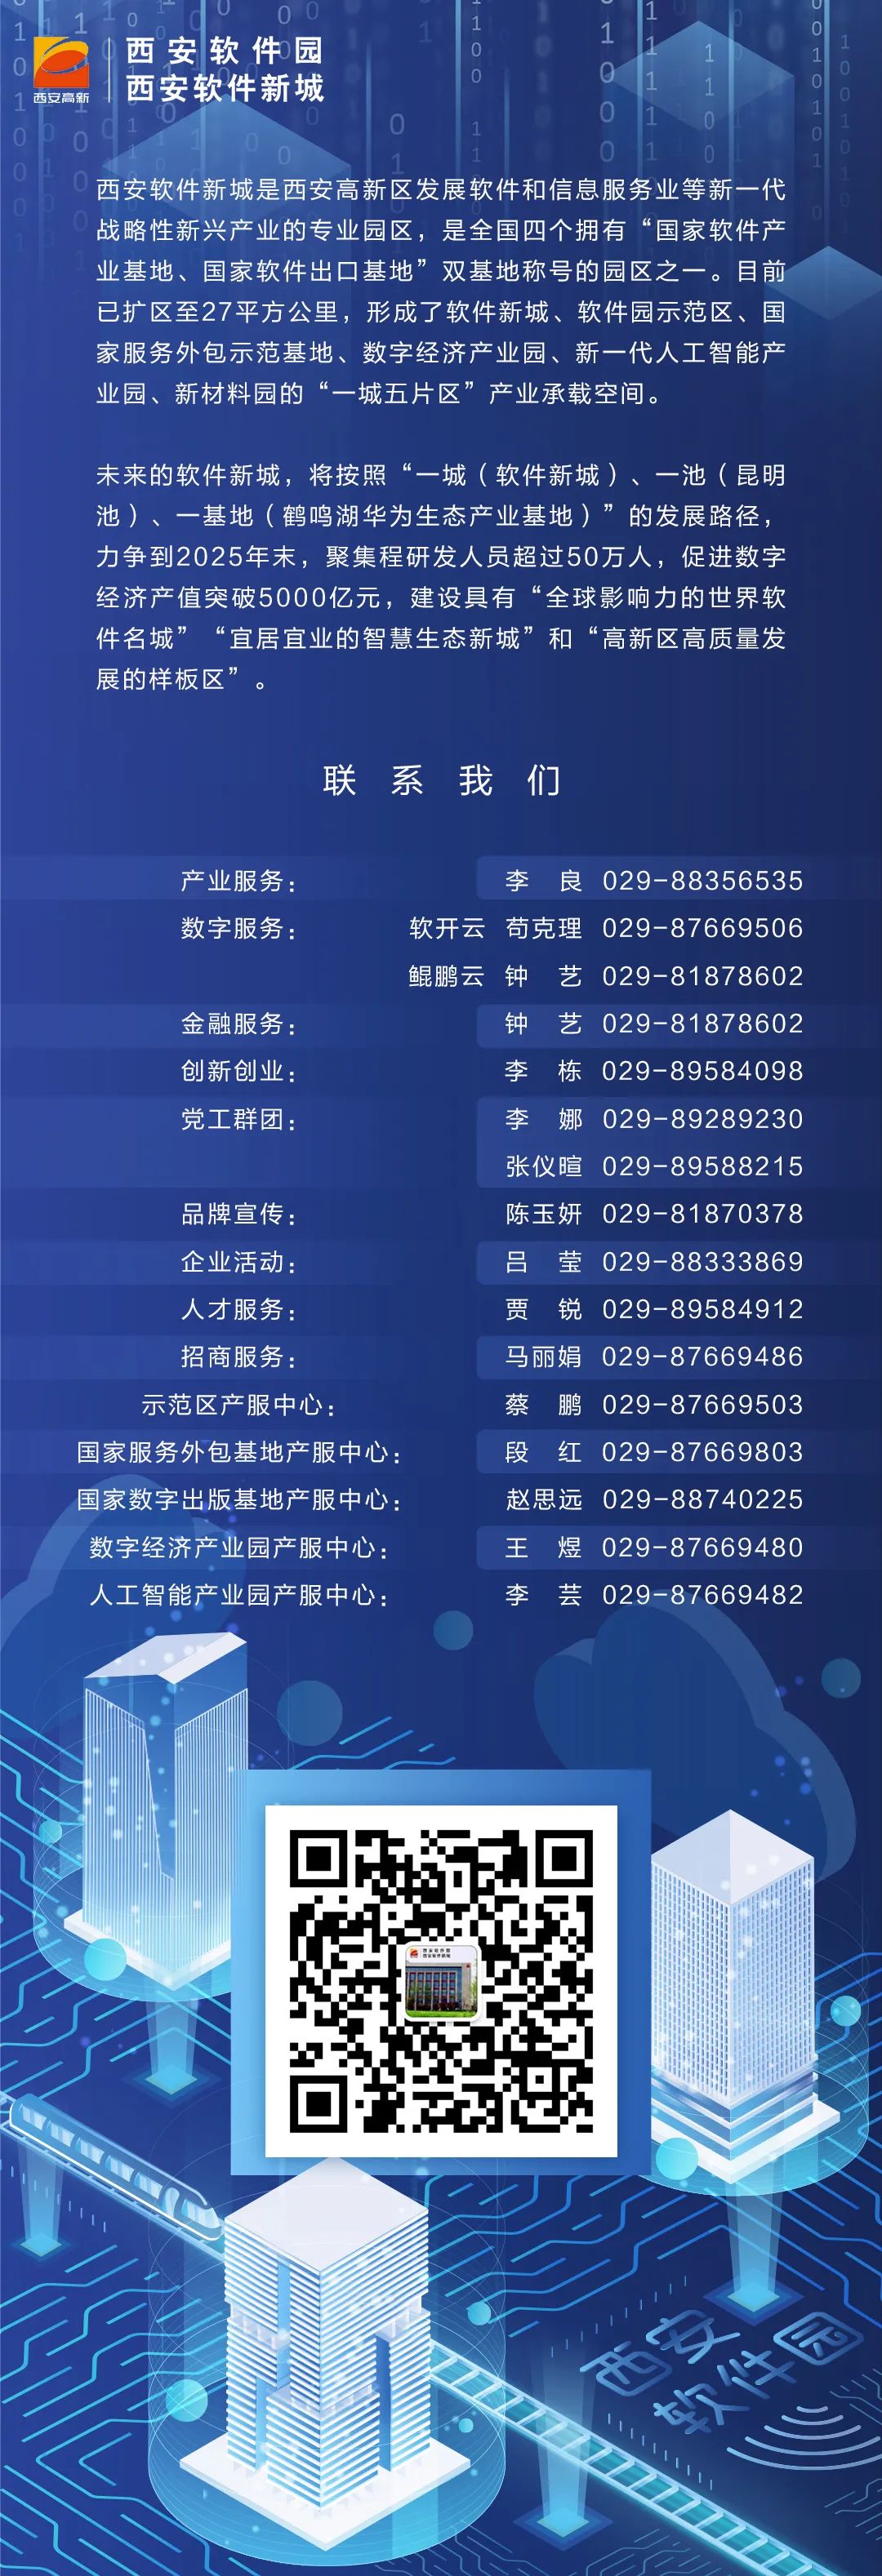 西安软件园
西安高新
西安软件新城
西安软件新城是西安高新区发展软件和信息服务业等新一代
战略性新兴产业的专业园区，是全国四个拥有“国家软件产
业基地、国家软件出口基地”双基地称号的园区之一。目前
已扩区至27平方公里，形成了软件新城、软件园示范区、国
家服务外包示范基地、数字经济产业园、新一代人工智能产
业园、新材料园的“一城五片区”产业承载空间。
未来的软件新城，将按照“一城（软件新城）、一池（昆明
池）、一基地（鹤鸣湖华为生态产业基地）”的发展路径，
力争到2025年末，聚集程研发人员超过50万人，促进数字
经济产值突破5000亿元，建设具有“全球影响力的世界软
件名城”“宜居宜业的智慧生态新城”和“高新区高质量发
展的样板区”。
联系我们
产业服务： 李 良 029-88356535
数字服务： 软开云 苟克理 029-87669506
鲲鹏云 钟 艺 029-81878602
金融服务： 钟 艺 029-81878602
创新创业： 李 栋 029-89584098
党工群团： 李 娜 029-89289230
张仪暄 029-89588215
品牌宣传： 陈玉妍 029-81870378
企业活动： 吕 莹 029-88333869
人才服务： 贾 锐 029-89584912
招商服务： 马丽娟 029-87669486
示范区产服中心： 蔡 鹏 029-87669503
国家服务外包基地产服中心： 段 红 029-87669803
国家数字出版基地产服中心： 赵思远 029-88740225
数字经济产业园产服中心： 王 煜 029-87669480
人工智能产业园产服中心： 李 芸 029-87669482
西安软件园
西安软件新城
西安
软件园